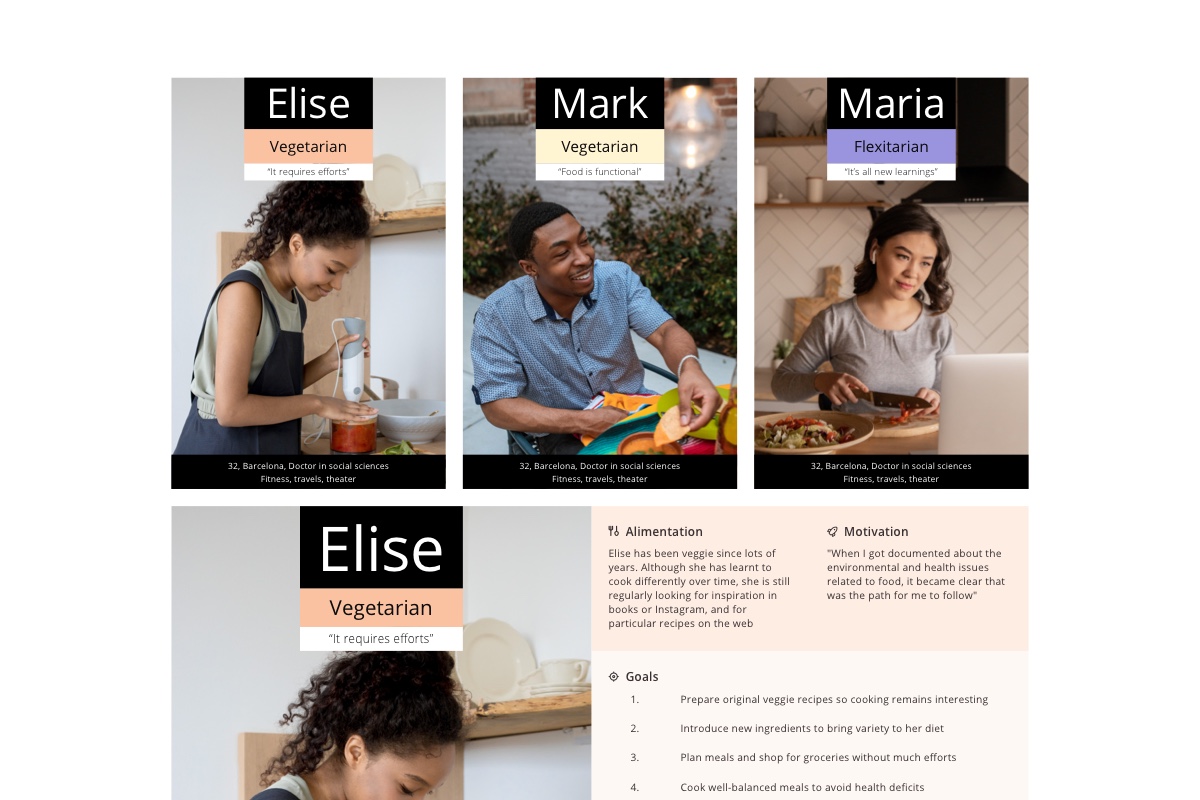 Elise
Vegetarian
“It requires efforts”
32, Barcelona, Doctor in social sciences
Fitness, travels, theater
Mark
Vegetarian
“Food is functional”
32, Barcelona, Doctor in social sciences
Fitness, travels, theater
Maria
Flexitarian
“It’s all new learnings”
32, Barcelona, Doctor in social sciences
Fitness, travels, theater
Elise
Vegetarian
“It requires efforts”
Alimentation
Elise has been veggie since lots of
years. Although she has learnt to
cook differently over time, she is still
regularly looking for inspiration in
books or Instagram, and for
particular recipes on the web
Motivation
"When I got documented about the
environmental and health issues
related to food, it became clear that
was the path for me to follow"
Goals
1. Prepare original veggie recipes so cooking remains interesting
2. Introduce new ingredients to bring variety to her diet
3. Plan meals and shop for groceries without much efforts
4. Cook well-balanced meals to avoid health deficits